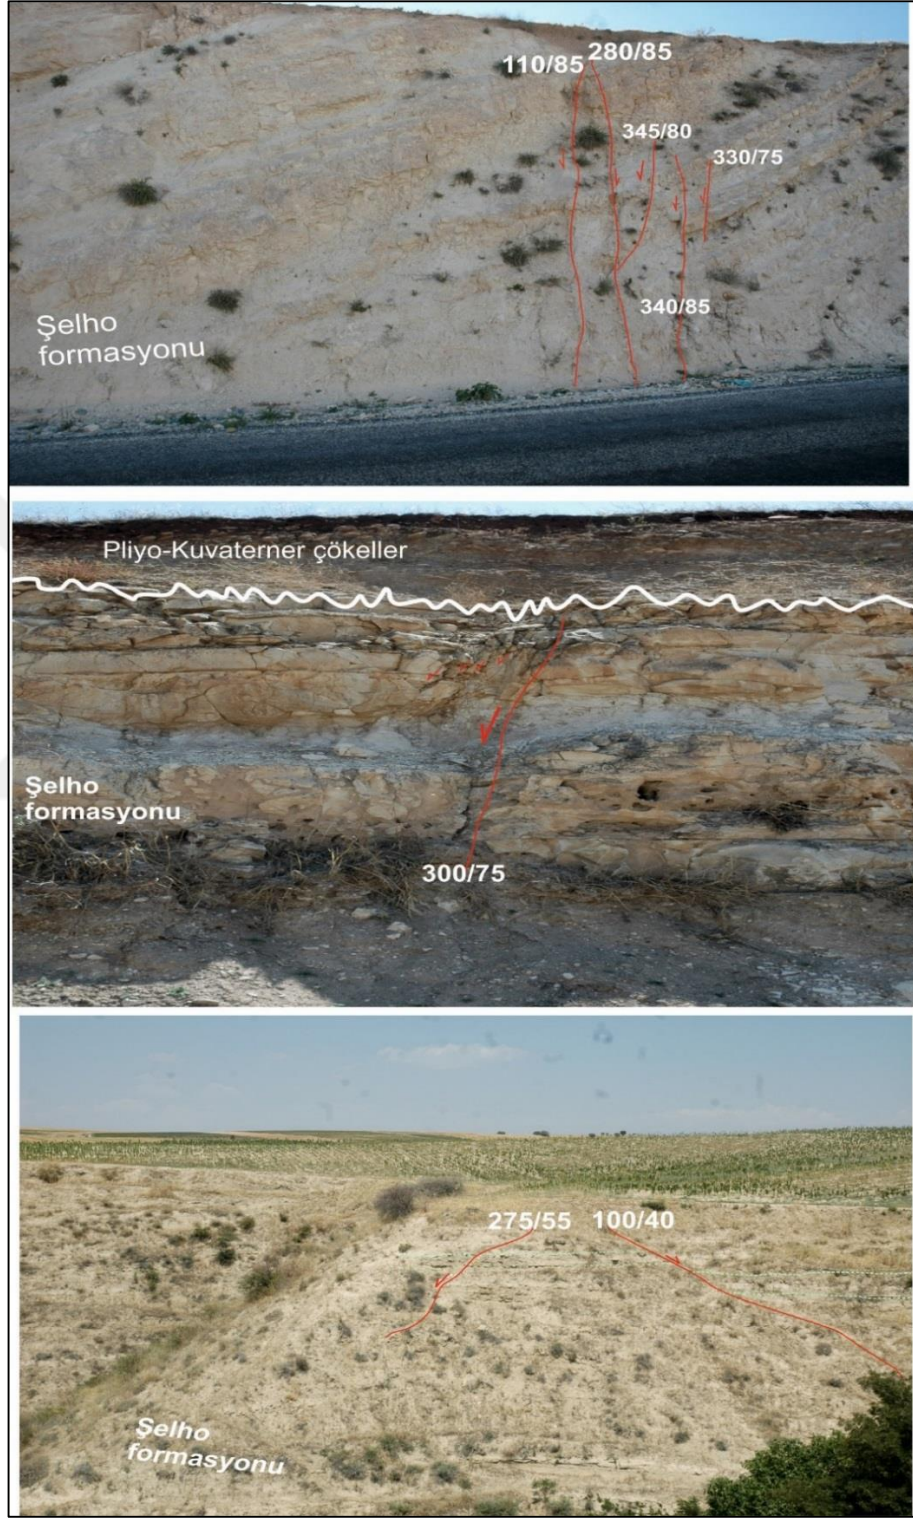 110/85 280/85
345/80
330/75
340/85
Şelho
formasyonu
Pliyo-Kuvaterner çökeller
Şelho
formasyonu
300/75
275/55 100/40
Şelho
formasyonu